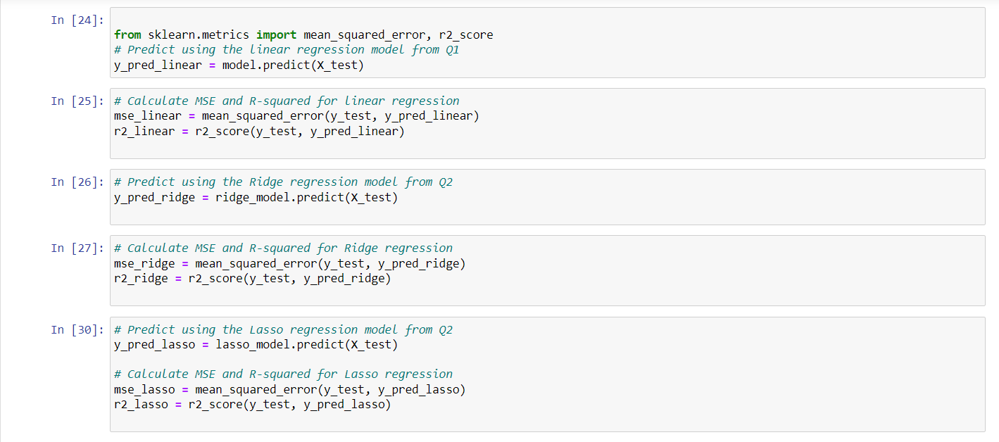 In [24]:
from sklearn.metrics import mean_squared_error, r2_score
# Predict using the linear regression model from Q1
y_pred_linear = model.predict(X_test)
In [25]: # Calculate MSE and R-squared for linear regression
mse_linear = mean_squared_error(y_test, y_pred_linear)
r2_linear = r2_score(y_test, y_pred_linear)
In [26]: # Predict using the Ridge regression model from Q2
y_pred_ridge = ridge_model.predict(X_test)
In [27]: # Calculate MSE and R-squared for Ridge regression
mse_ridge = mean_squared_error(y_test, y_pred_ridge)
r2_ridge = r2_score(y_test, y_pred_ridge)
In [30]: # Predict using the Lasso regression model from Q2
y_pred_lasso = lasso_model.predict(X_test)
# Calculate MSE and R-squared for Lasso regression
mse_lasso = mean_squared_error(y_test, y_pred_lasso)
r2_lasso = r2_score(y_test, y_pred_lasso)